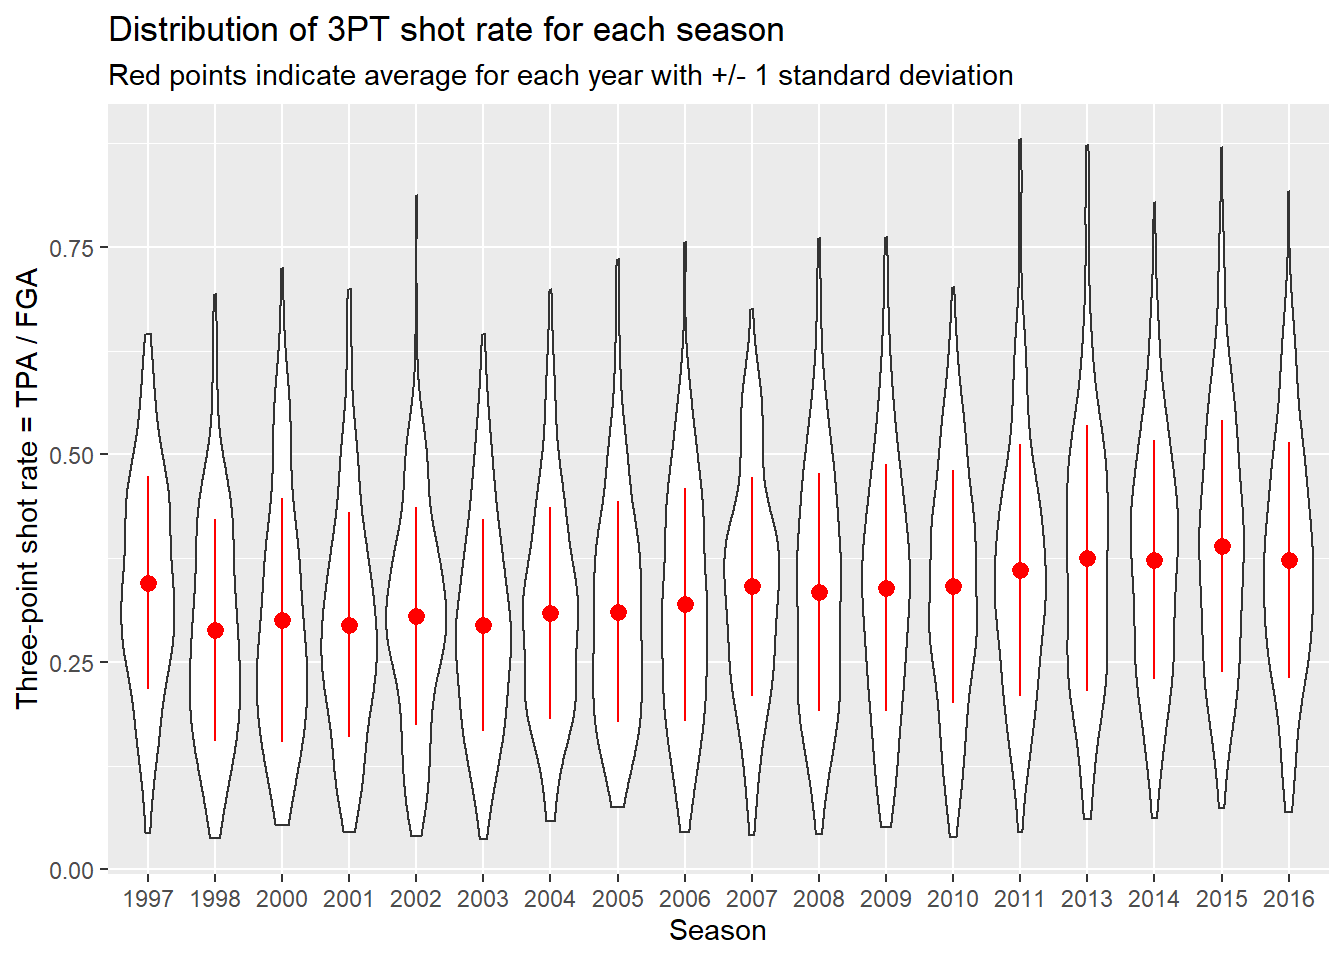 Distribution of 3PT shot rate for each season
Red points indicate average for each year with +/- 1 standard deviation
Three-point shot rate = TPA / FGA
0.75
0.50
0.25
0.00
1997 1998 2000 2001 2002 2003 2004 2005 2006 2007 2008 2009 2010 2011 2013 2014 2015 2016
Season